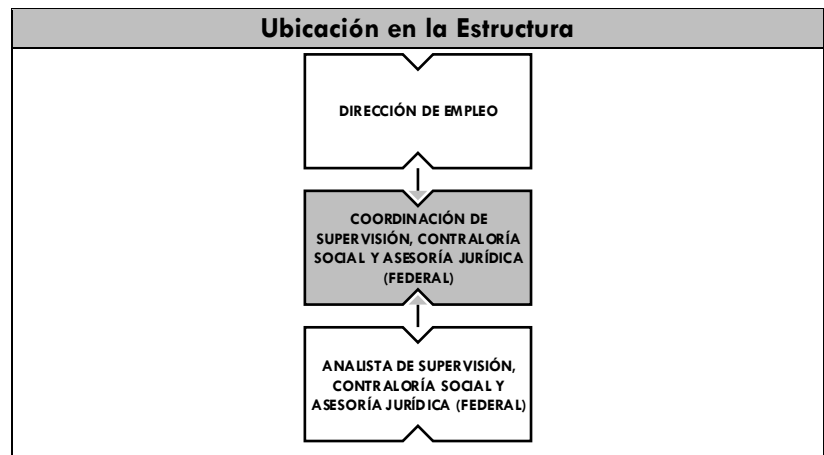 Ubicación en la Estructura
DIRECCIÓN DE EMPLEO
COORDINACIÓN DE
SUPERVISIÓN, CONTRALORÍA
SOCIAL Y ASESORÍA JURÍDICA
(FEDERAL)
ANALISTA DE SUPERVISIÓN,
CONTRALORÍA SOCIAL Y
ASESORÍA JURÍDICA (FEDERAL)